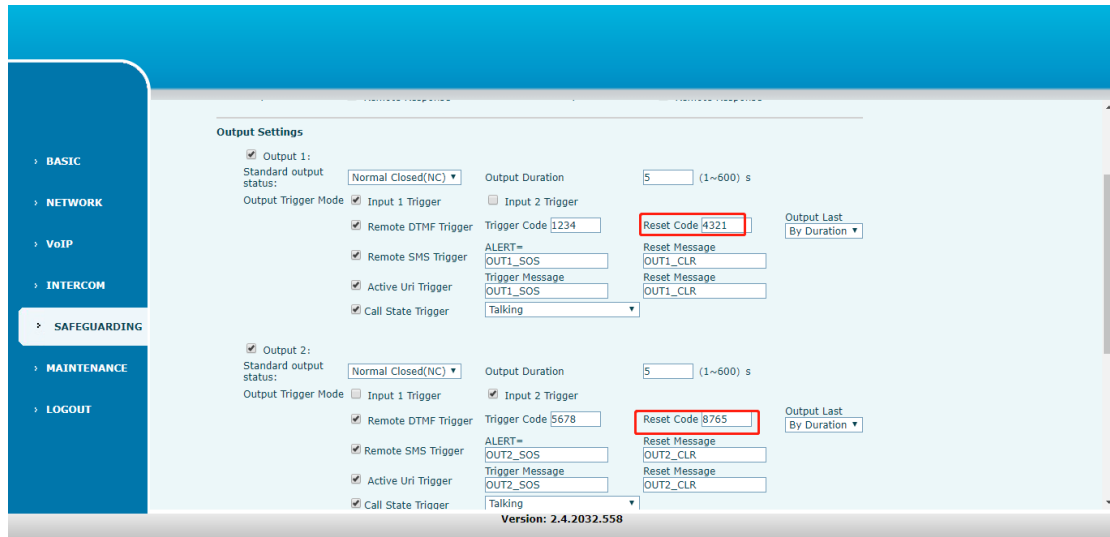 Output Settings
Output 1:
Standard output status:
Normal Closed(NC)
Output Duration
5
(1~600) s
Output Trigger Mode
Input 1 Trigger
Input 2 Trigger
Remote DTMF Trigger
Trigger Code 1234
Reset Code 4321
Output Last
By Duration
Remote SMS Trigger
ALERT=
OUT1_SOS
Reset Message
OUT1_CLR
Active Uri Trigger
Trigger Message
OUT1_SOS
Reset Message
OUT1_CLR
Call State Trigger
Talking
Output 2:
Standard output status:
Normal Closed(NC)
Output Duration
5
(1~600) s
Output Trigger Mode
Input 1 Trigger
Input 2 Trigger
Remote DTMF Trigger
Trigger Code 5678
Reset Code 8765
Output Last
By Duration
Remote SMS Trigger
ALERT=
OUT2_SOS
Reset Message
OUT2_CLR
Active Uri Trigger
Trigger Message
OUT2_SOS
Reset Message
OUT2_CLR
Call State Trigger
Talking
› BASIC
› NETWORK
› VoIP
› INTERCOM
› SAFEGUARDING
› MAINTENANCE
› LOGOUT
Version: 2.4.2032.558